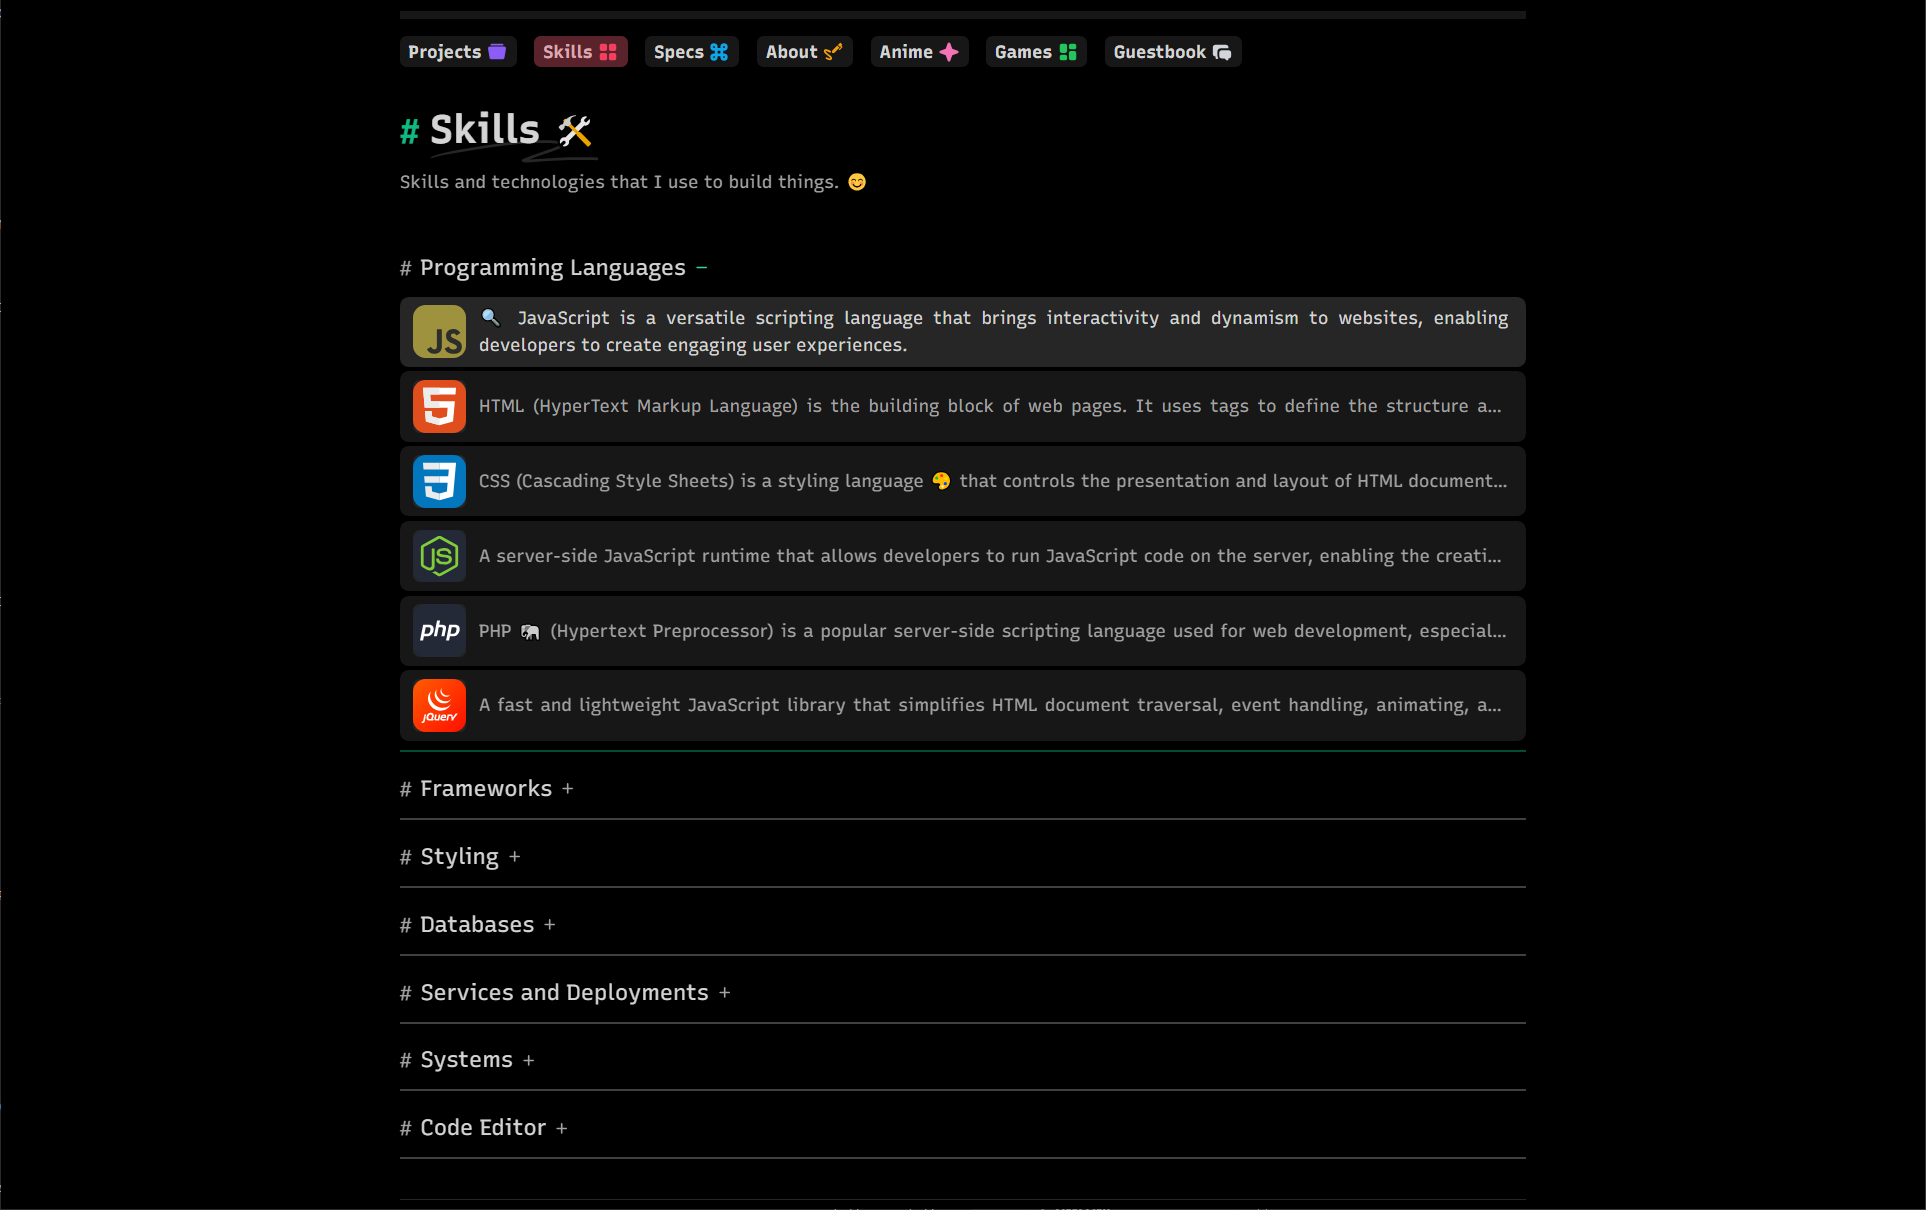 Projects Skills Specs About Anime Games Guestbook
# Skills 🛠️
Skills and technologies that I use to build things. 😊
# Programming Languages −
JS
🔍 JavaScript is a versatile scripting language that brings interactivity and dynamism to websites, enabling
developers to create engaging user experiences.
HTML (HyperText Markup Language) is the building block of web pages. It uses tags to define the structure a...
CSS (Cascading Style Sheets) is a styling language 🎨 that controls the presentation and layout of HTML document...
JS
A server-side JavaScript runtime that allows developers to run JavaScript code on the server, enabling the creati...
php
PHP 🐘 (Hypertext Preprocessor) is a popular server-side scripting language used for web development, especial...
jQuery
A fast and lightweight JavaScript library that simplifies HTML document traversal, event handling, animating, a...
# Frameworks +
# Styling +
# Databases +
# Services and Deployments +
# Systems +
# Code Editor +